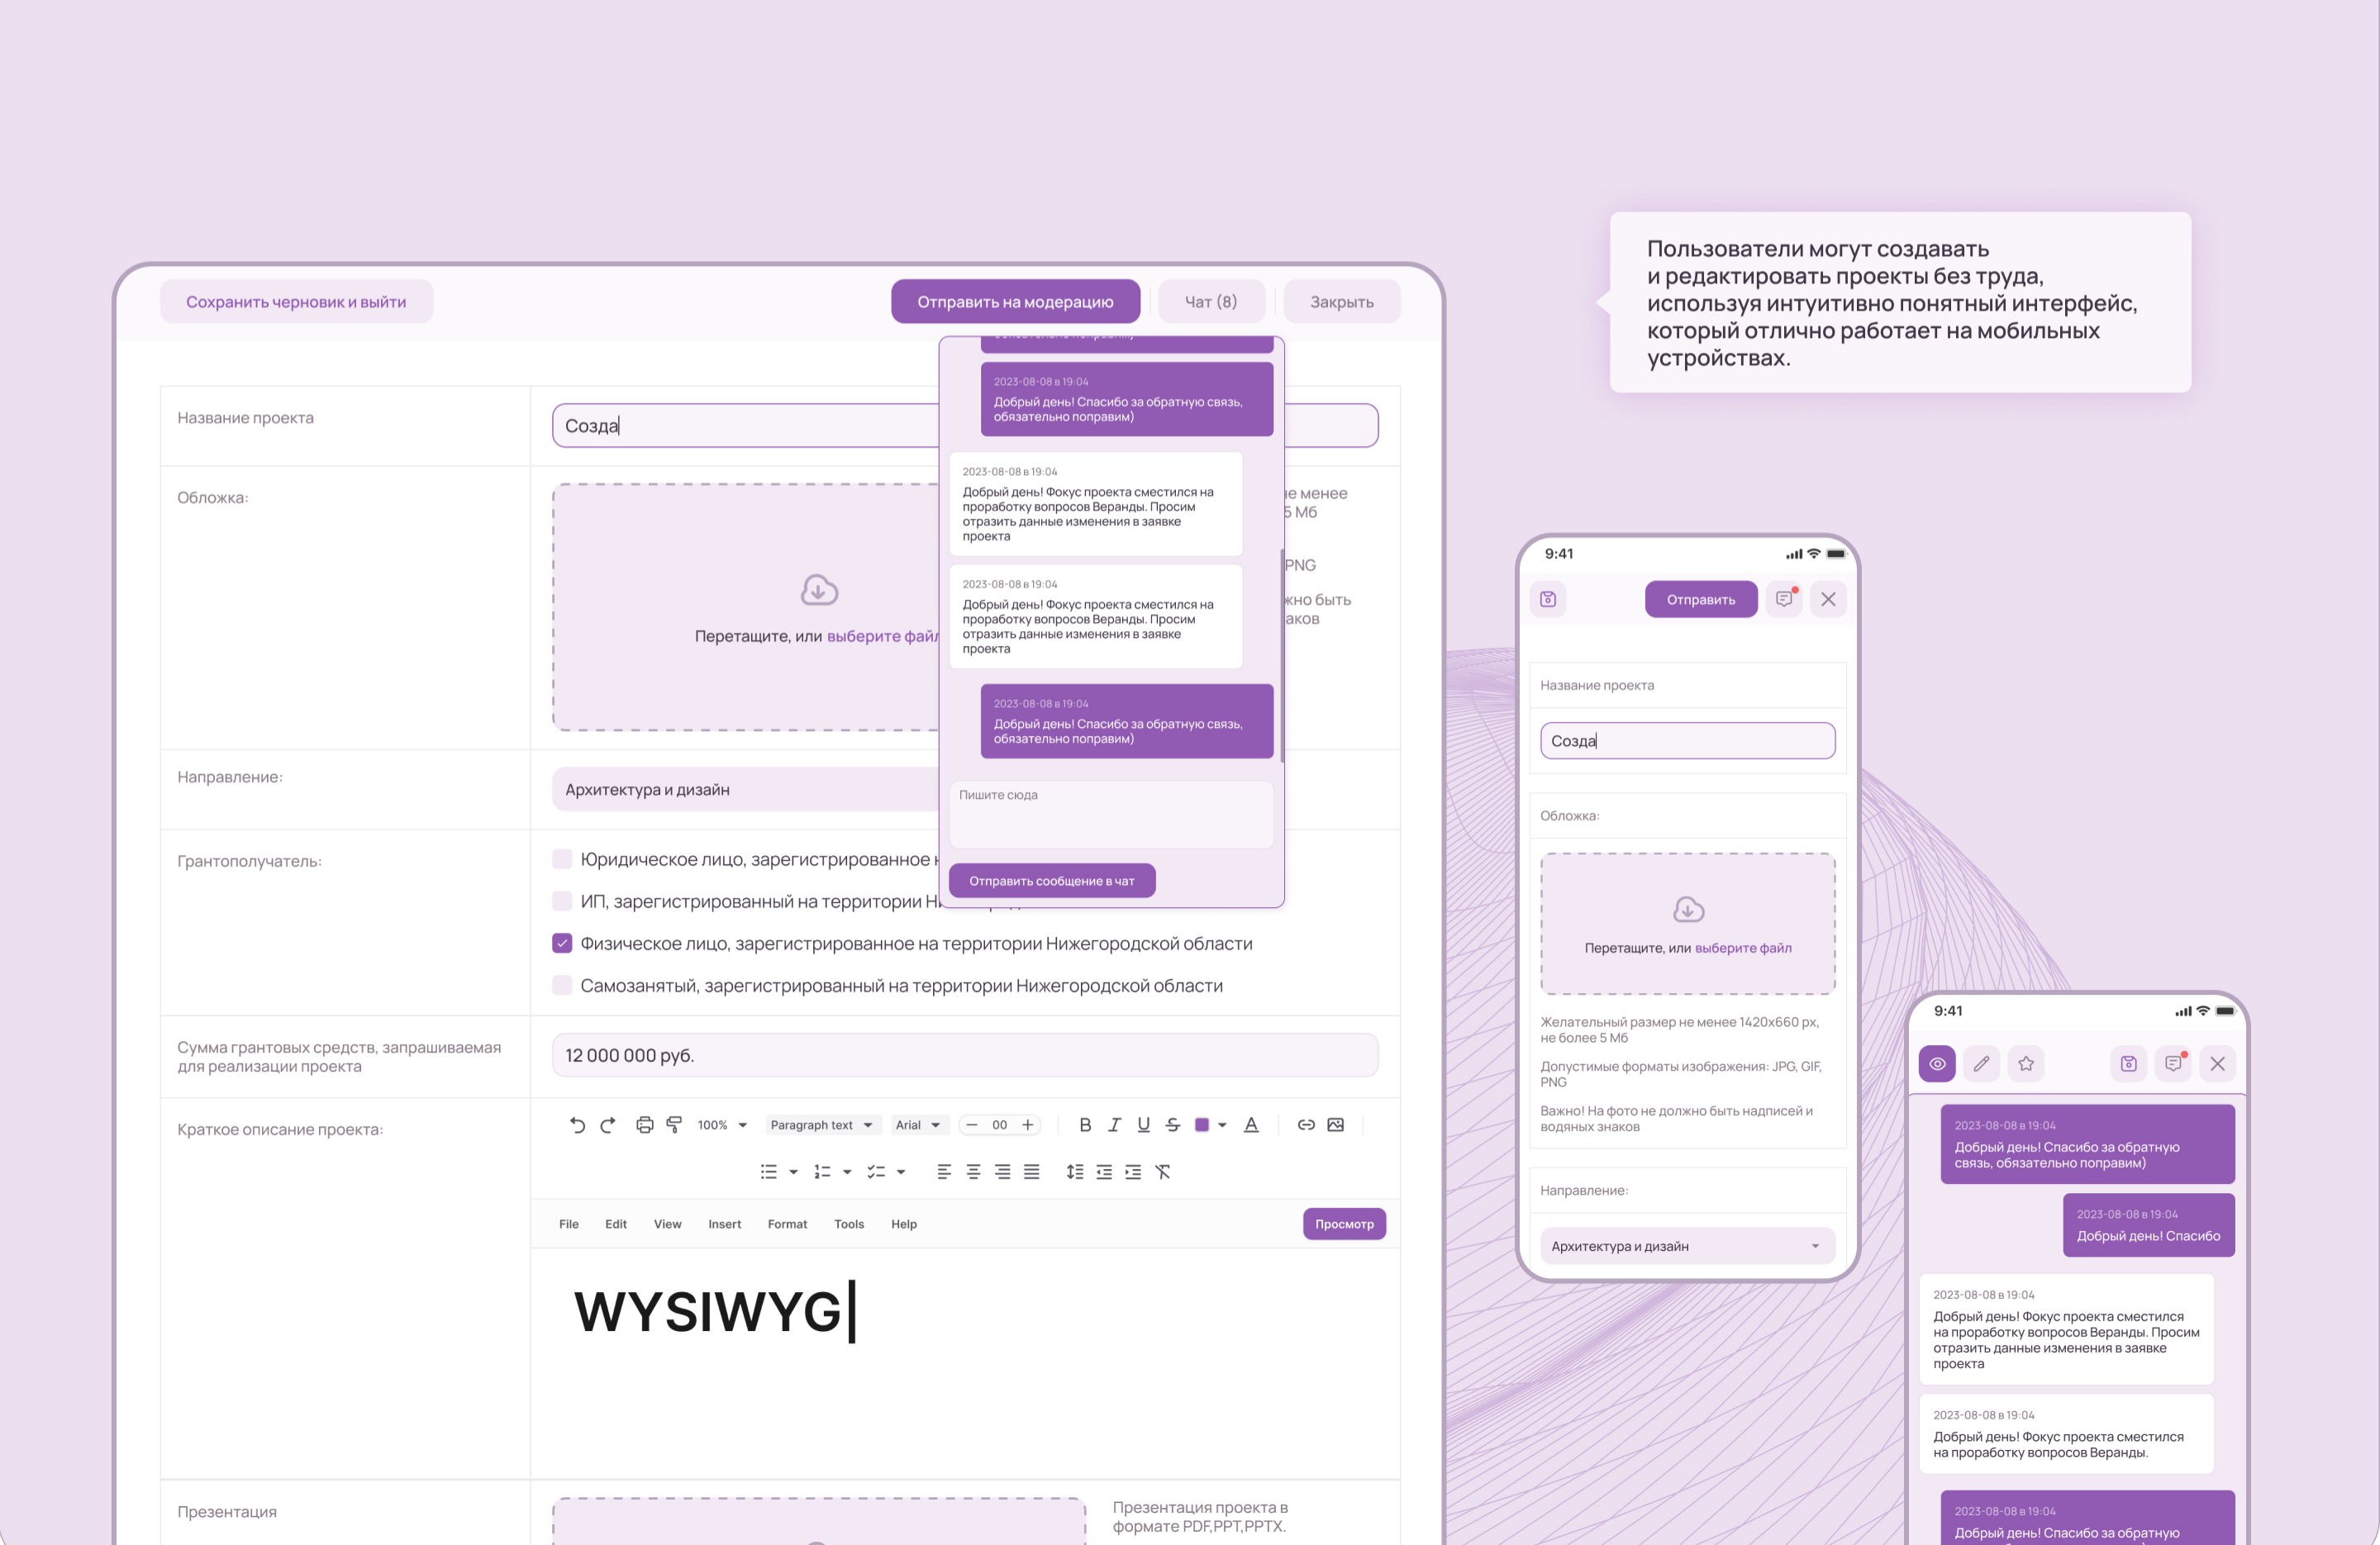 Пользователи могут создавать
и редактировать проекты без труда,
используя интуитивно понятный интерфейс,
который отлично работает на мобильных
устройствах.
Сохранить черновик и выйти
Отправить на модерацию
Чат (8)
Закрыть
Название проекта
Созда
Обложка:
Перетащите, или выберите файл
не менее
5 Мб
PNG
жно быть
аков
2023-08-08 в 19:04
Добрый день! Спасибо за обратную связь,
обязательно поправим)
2023-08-08 в 19:04
Добрый день! Фокус проекта сместился на
проработку вопросов Веранды. Просим
отразить данные изменения в заявке
проекта
2023-08-08 в 19:04
Добрый день! Фокус проекта сместился на
проработку вопросов Веранды. Просим
отразить данные изменения в заявке
проекта
2023-08-08 в 19:04
Добрый день! Спасибо за обратную связь,
обязательно поправим)
Пишите сюда
Отправить сообщение в чат
Направление:
Архитектура и дизайн
Грантополучатель:
Юридическое лицо, зарегистрированное
ИП, зарегистрированный на территории
Физическое лицо, зарегистрированное на территории Нижегородской области
Самозанятый, зарегистрированный на территории Нижегородской области
Сумма грантовых средств, запрашиваемая
для реализации проекта
12 000 000 руб.
Краткое описание проекта:
100% Paragraph text Arial 00 B I U S A
File Edit View Insert Format Tools Help
Просмотр
WYSIWYG
Презентация
Презентация проекта в
формате PDF,PPT,PPTX.
9:41
Отправить
Название проекта
Созда
Обложка:
Перетащите, или выберите файл
Желательный размер не менее 1420x660 px,
не более 5 Мб
Допустимые форматы изображения: JPG, GIF,
PNG
Важно! На фото не должно быть надписей и
водяных знаков
Направление:
Архитектура и дизайн
9:41
2023-08-08 в 19:04
Добрый день! Спасибо за обратную
связь, обязательно поправим)
2023-08-08 в 19:04
Добрый день! Спасибо
2023-08-08 в 19:04
Добрый день! Фокус проекта сместился
на проработку вопросов Веранды. Просим
отразить данные изменения в заявке
проекта
2023-08-08 в 19:04
Добрый день! Фокус проекта сместился
на проработку вопросов Веранды.
2023-08-08 в 19:04
Добрый день! Спасибо за обратную